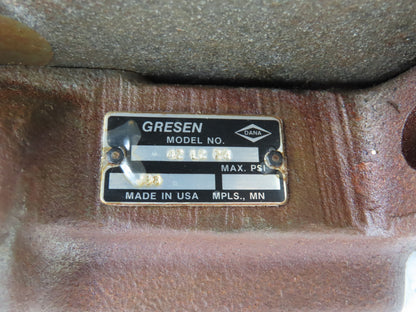 GRESEN
DANA
MODEL NO.
MAX. PSI
MADE IN USA MPLS., MN